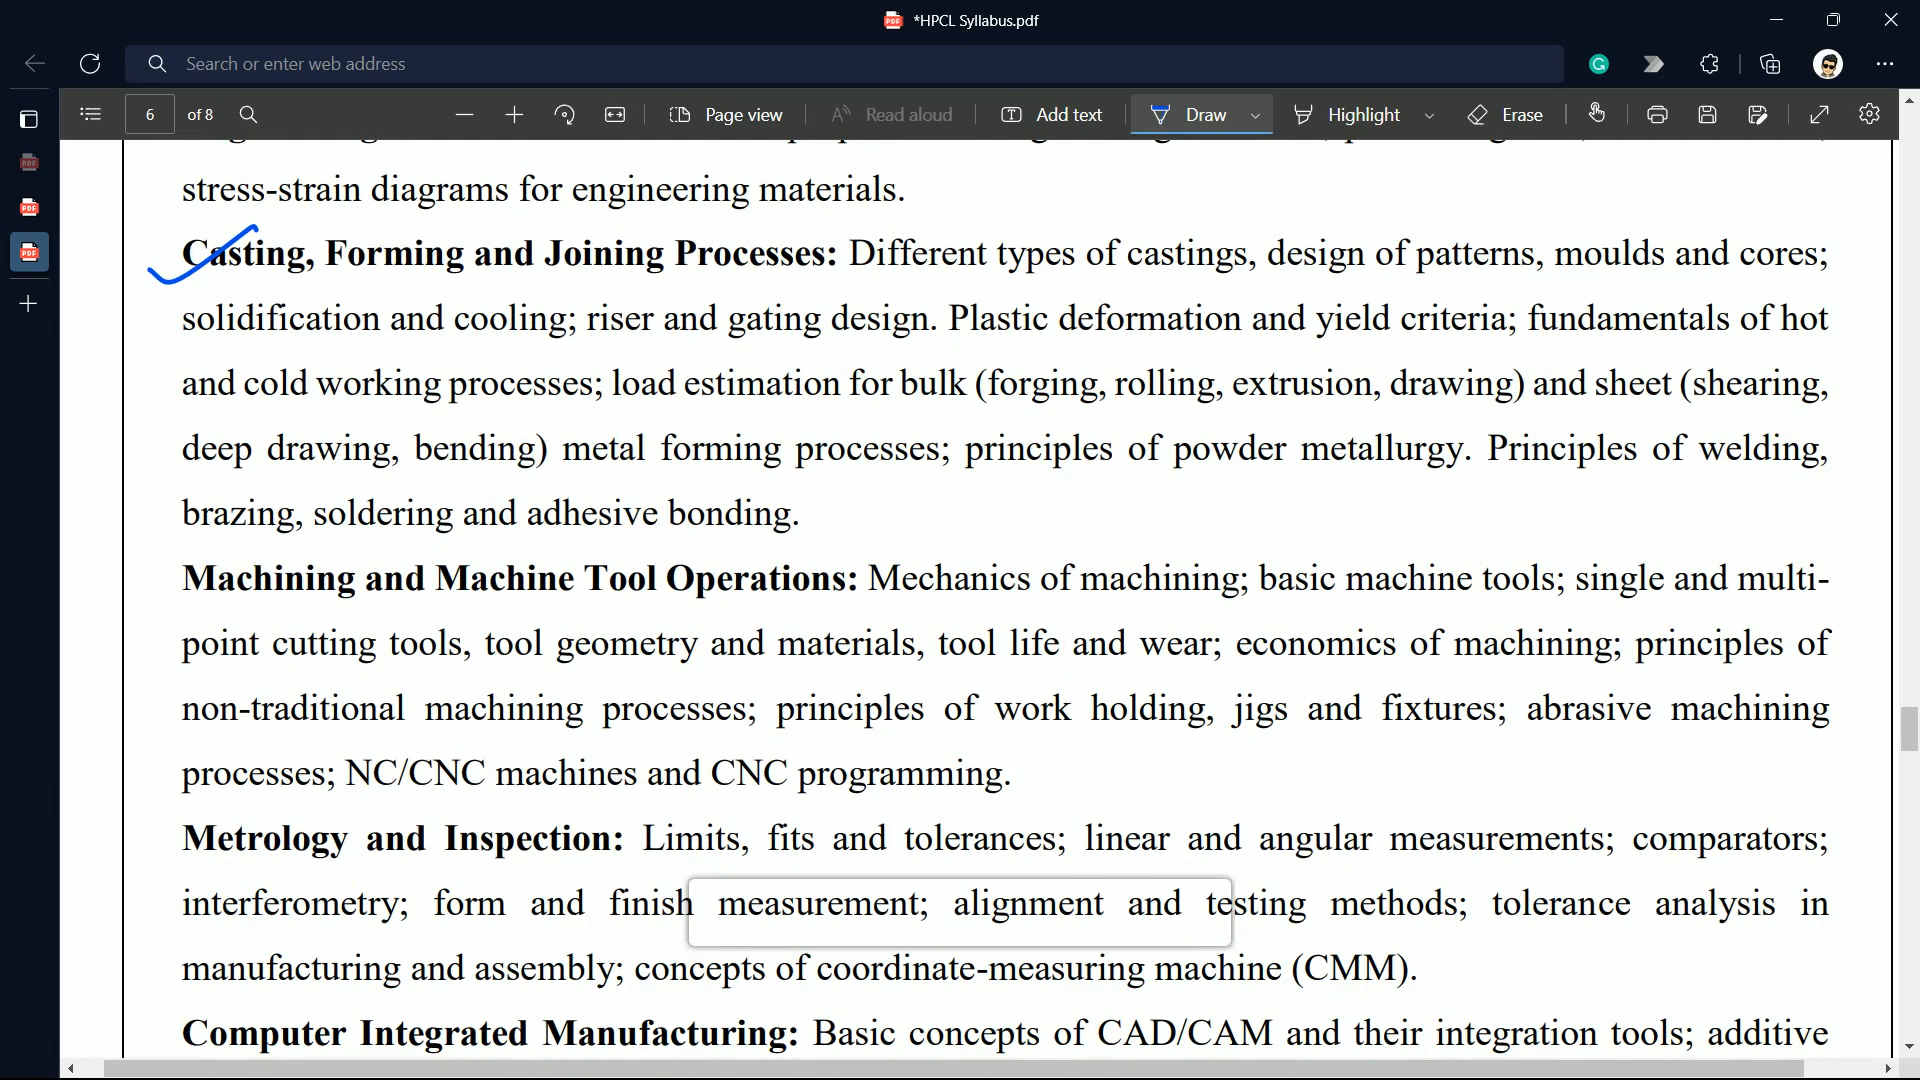 *HPCL Syllabus.pdf
Search or enter web address
6 of 8 Page view Read aloud Add text Draw Highlight Erase
stress-strain diagrams for engineering materials.
Casting, Forming and Joining Processes: Different types of castings, design of patterns, moulds and cores;
solidification and cooling; riser and gating design. Plastic deformation and yield criteria; fundamentals of hot
and cold working processes; load estimation for bulk (forging, rolling, extrusion, drawing) and sheet (shearing,
deep drawing, bending) metal forming processes; principles of powder metallurgy. Principles of welding,
brazing, soldering and adhesive bonding.
Machining and Machine Tool Operations: Mechanics of machining; basic machine tools; single and multi-
point cutting tools, tool geometry and materials, tool life and wear; economics of machining; principles of
non-traditional machining processes; principles of work holding, jigs and fixtures; abrasive machining
processes; NC/CNC machines and CNC programming.
Metrology and Inspection: Limits, fits and tolerances; linear and angular measurements; comparators;
interferometry; form and finish measurement; alignment and testing methods; tolerance analysis in
manufacturing and assembly; concepts of coordinate-measuring machine (CMM).
Computer Integrated Manufacturing: Basic concepts of CAD/CAM and their integration tools; additive